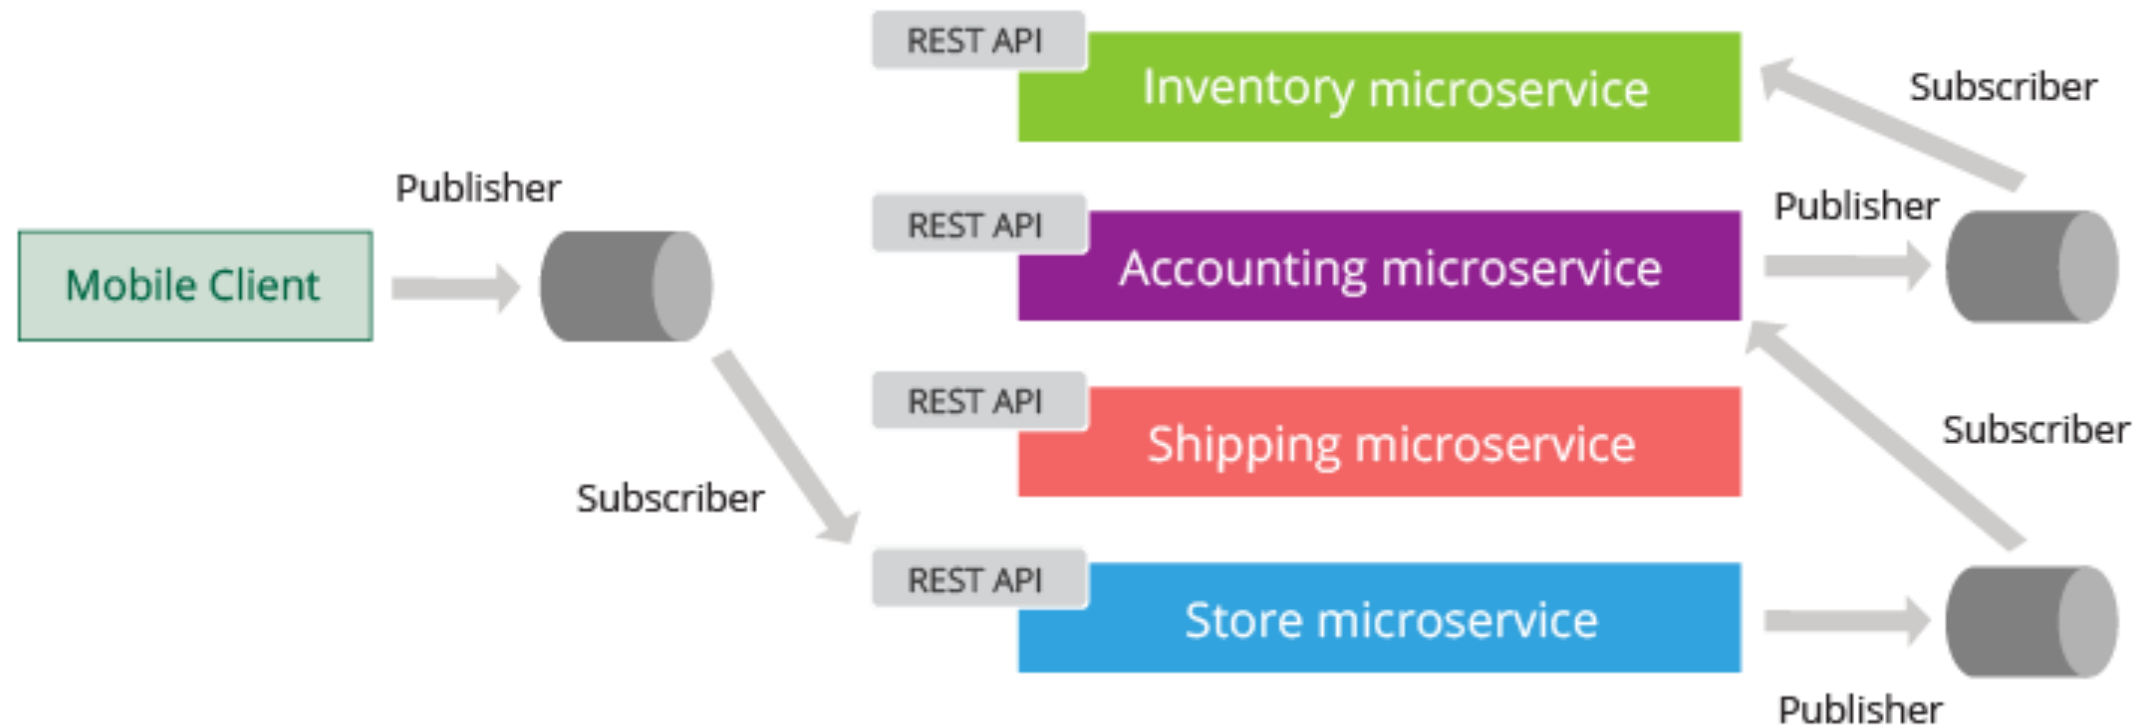 REST API
Inventory microservice
Subscriber
Publisher
REST API
Publisher
Accounting microservice
Mobile Client
REST API
Shipping microservice
Subscriber
Subscriber
REST API
Store microservice
Publisher